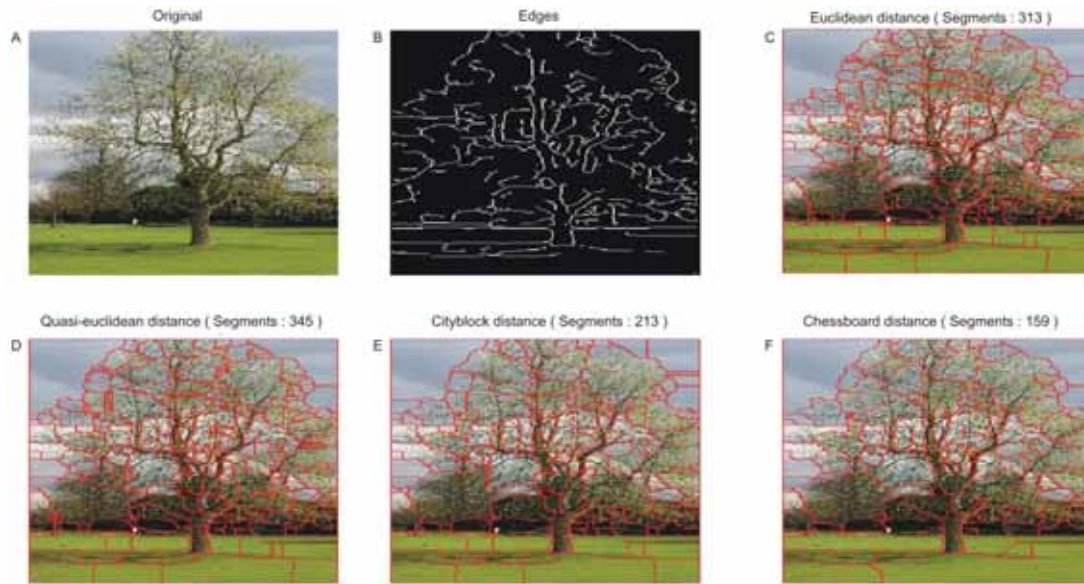 Original
Edges
Euclidean distance ( Segments : 313 )
A
B
C
Quasi-euclidean distance ( Segments : 345 )
Cityblock distance ( Segments : 213 )
Chessboard distance ( Segments : 159 )
D
E
F